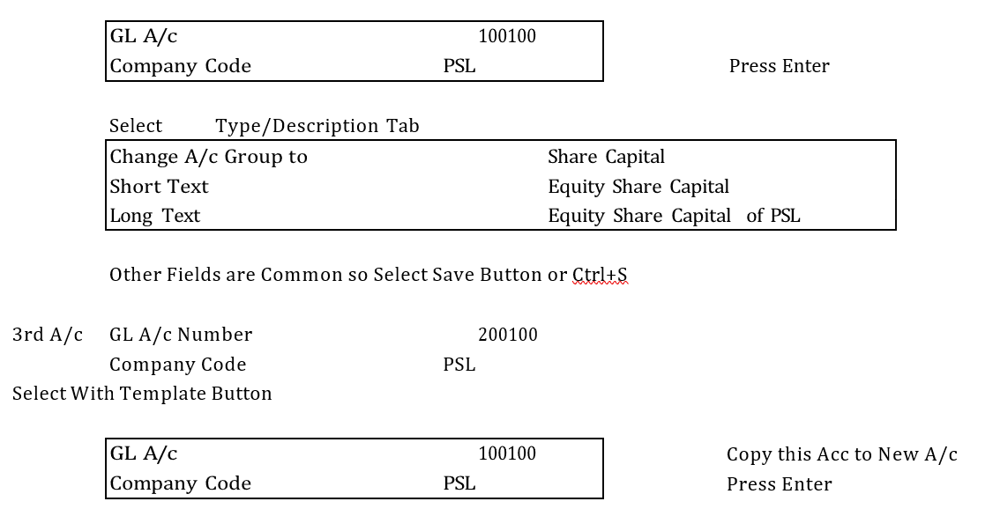 GL A/c 100100
Company Code PSL Press Enter
Select Type/Description Tab
Change A/c Group to Share Capital
Short Text Equity Share Capital
Long Text Equity Share Capital of PSL
Other Fields are Common so Select Save Button or Ctrl+S
3rd A/c GL A/c Number 200100
Company Code PSL
Select With Template Button
GL A/c 100100 Copy this Acc to New A/c
Company Code PSL Press Enter